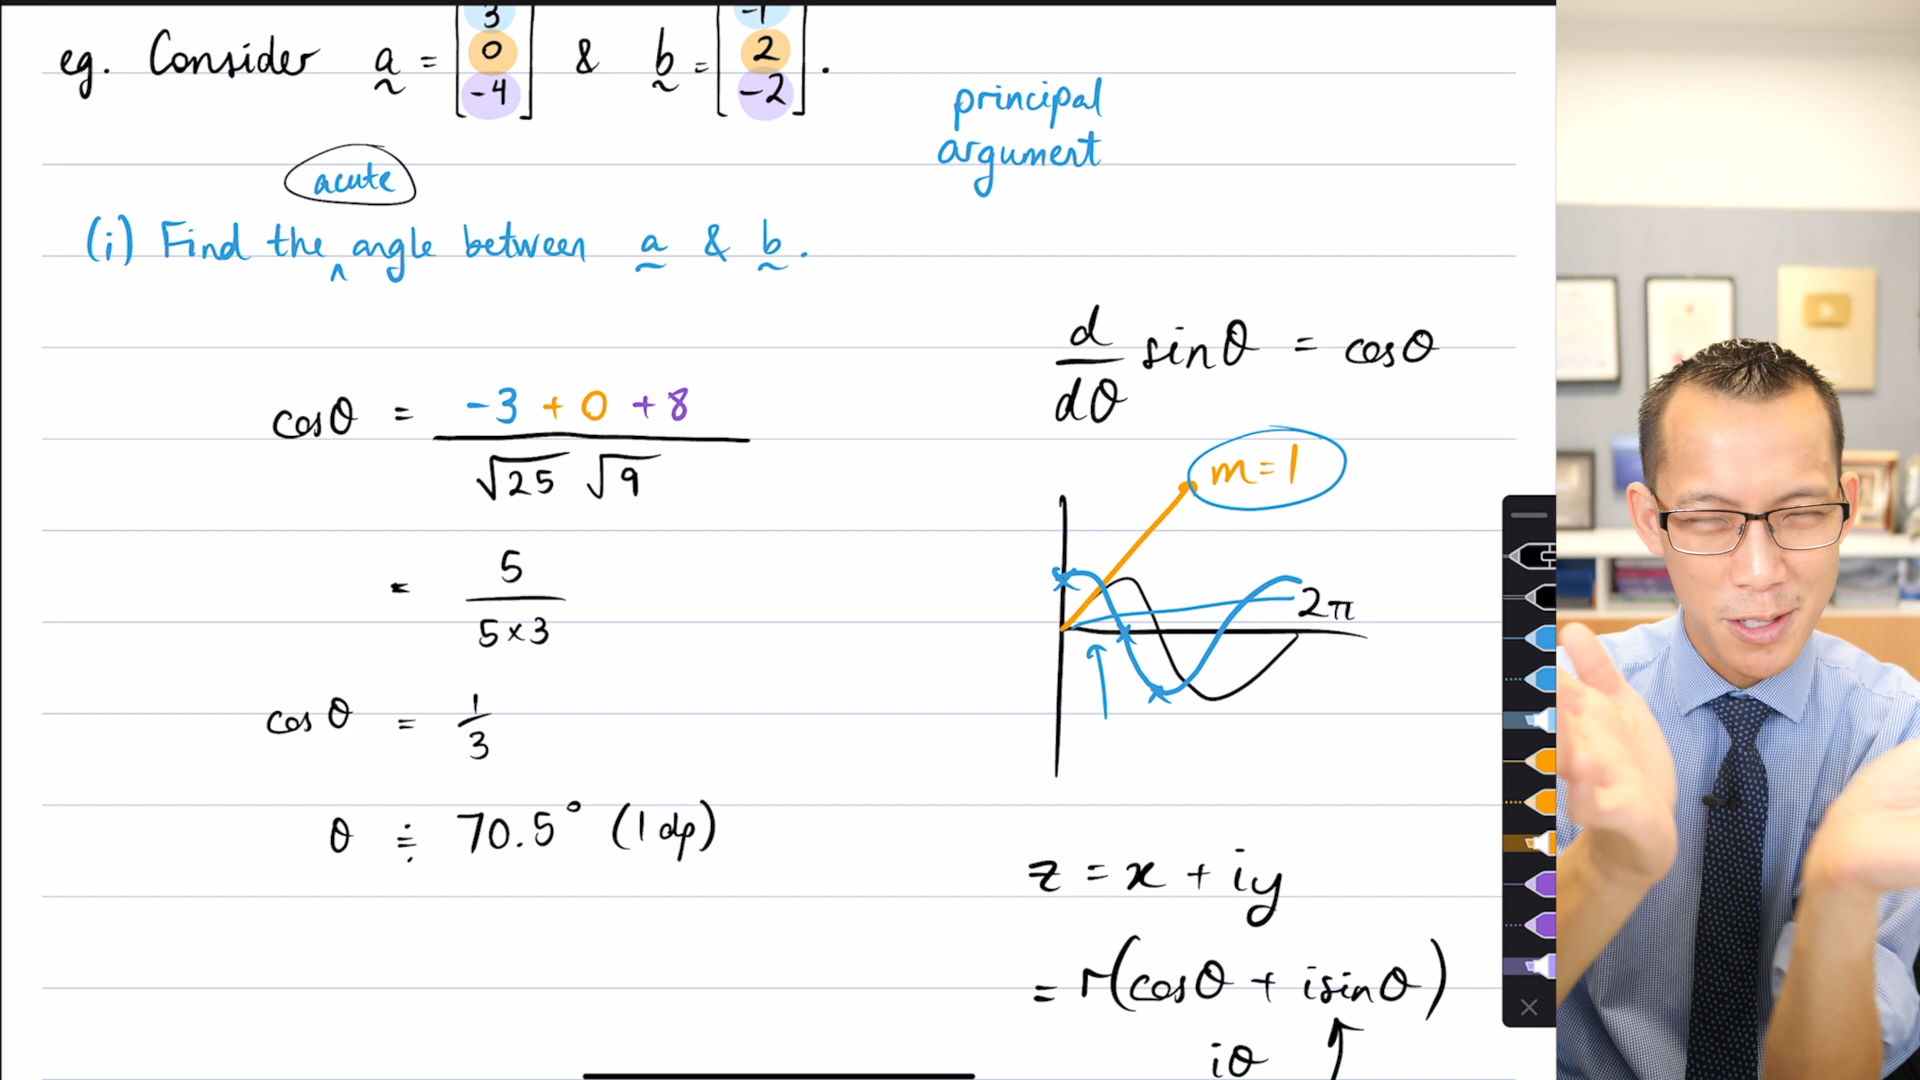 eg. Consider a = [3 0 -4] & b = [-1 2 -2].
principal
argument
acute
(i) Find the ^ angle between a & b.
d/dθ sinθ = cosθ
cosθ = (-3 + 0 + 8)/(√25 √9)
m=1
= 5/(5×3)
2π
cosθ = 1/3
θ ≑ 70.5° (1 dp)
z = x + iy
= r(cosθ + isinθ)
iθ